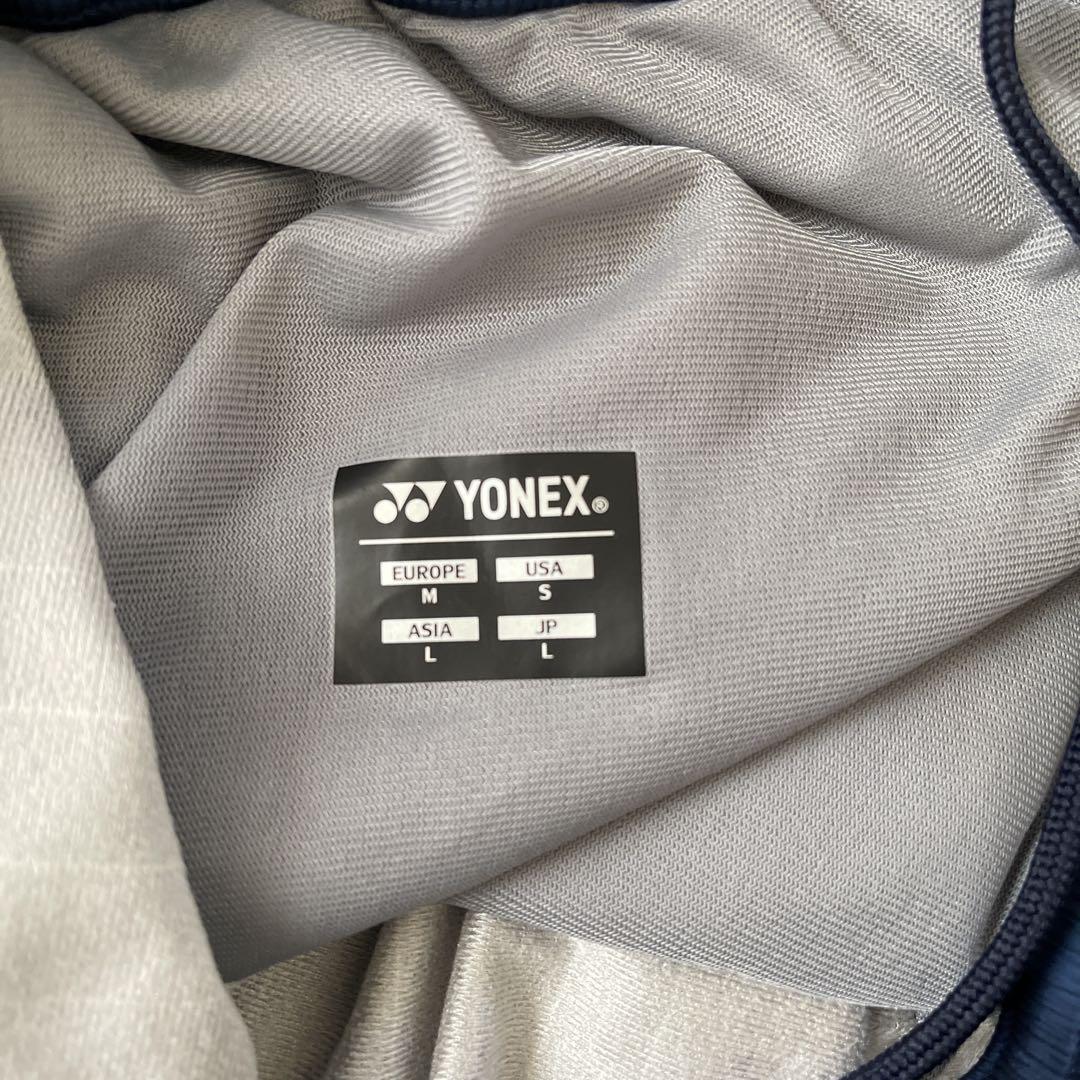 YONEX®
EUROPE USA
M S
ASIA JP
L L